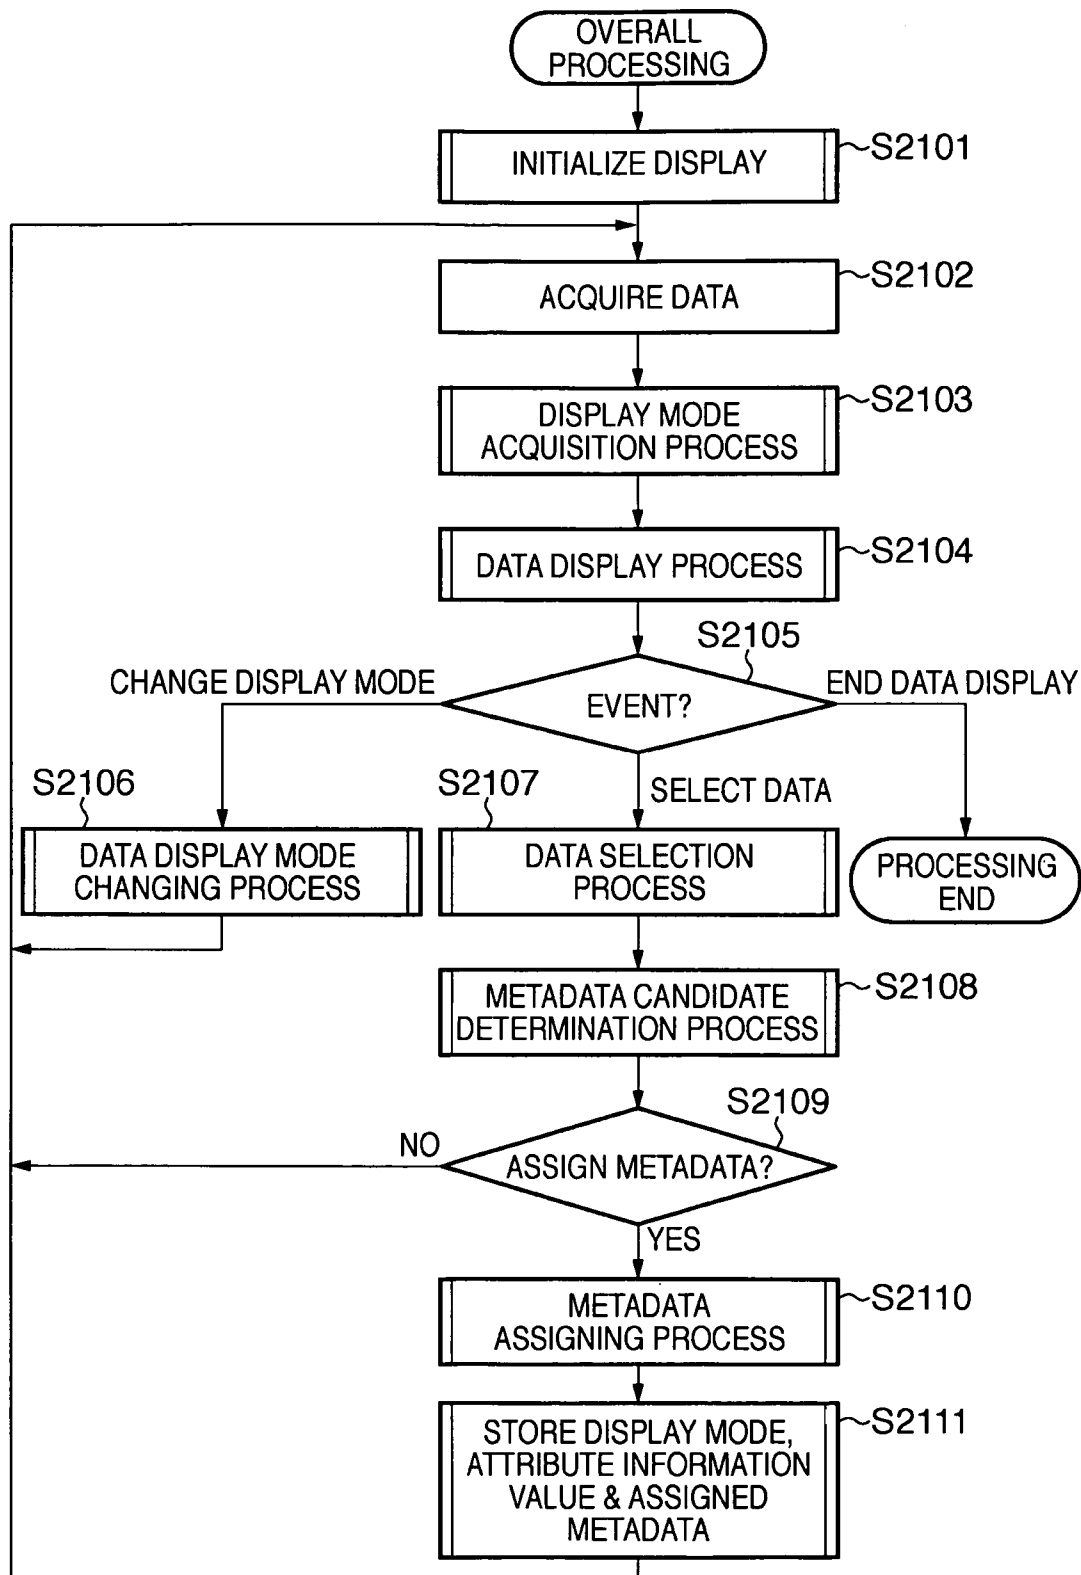 OVERALL
PROCESSING
INITIALIZE DISPLAY
S2101
ACQUIRE DATA
S2102
DISPLAY MODE
ACQUISITION PROCESS
S2103
DATA DISPLAY PROCESS
S2104
S2105
CHANGE DISPLAY MODE
EVENT?
END DATA DISPLAY
SELECT DATA
S2106
DATA DISPLAY MODE
CHANGING PROCESS
S2107
DATA SELECTION
PROCESS
PROCESSING
END
METADATA CANDIDATE
DETERMINATION PROCESS
S2108
S2109
NO
ASSIGN METADATA?
YES
METADATA
ASSIGNING PROCESS
S2110
STORE DISPLAY MODE,
ATTRIBUTE INFORMATION
VALUE & ASSIGNED
METADATA
S2111